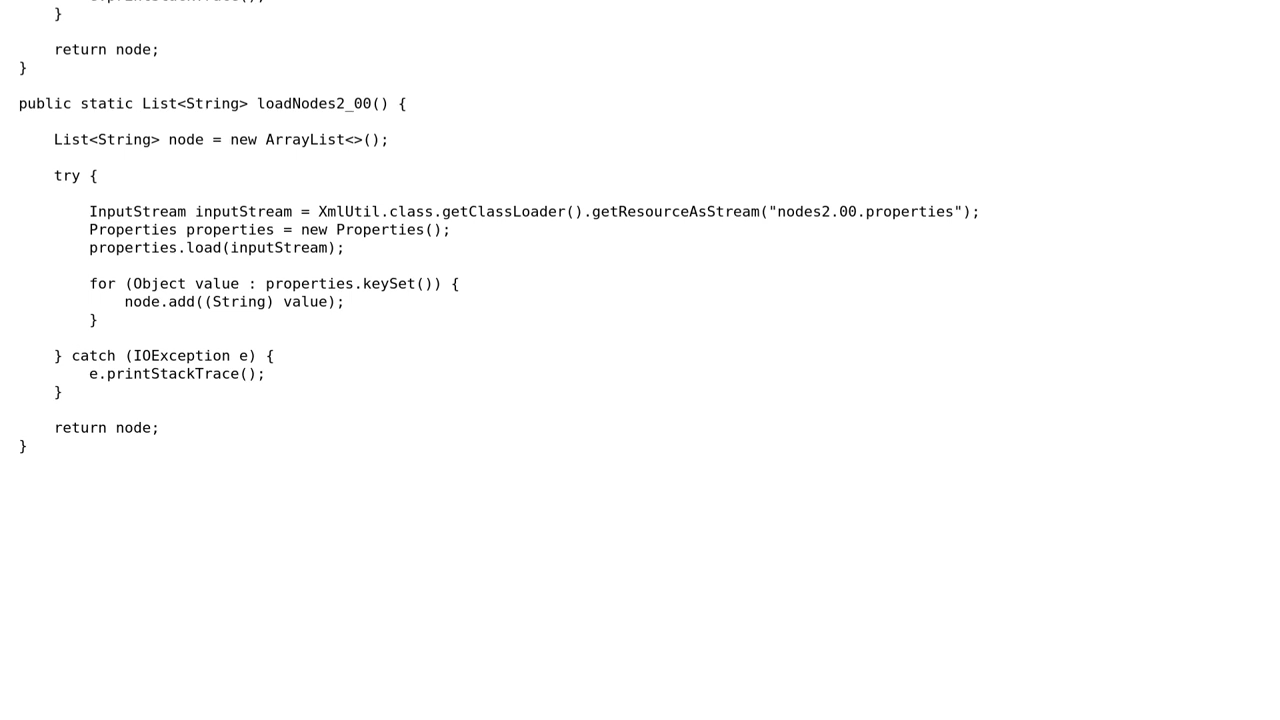 }

    return node;
}

public static List<String> loadNodes2_00() {

    List<String> node = new ArrayList<>();

    try {

        InputStream inputStream = XmlUtil.class.getClassLoader().getResourceAsStream("nodes2.00.properties");
        Properties properties = new Properties();
        properties.load(inputStream);

        for (Object value : properties.keySet()) {
            node.add((String) value);
        }

    } catch (IOException e) {
        e.printStackTrace();
    }

    return node;
}